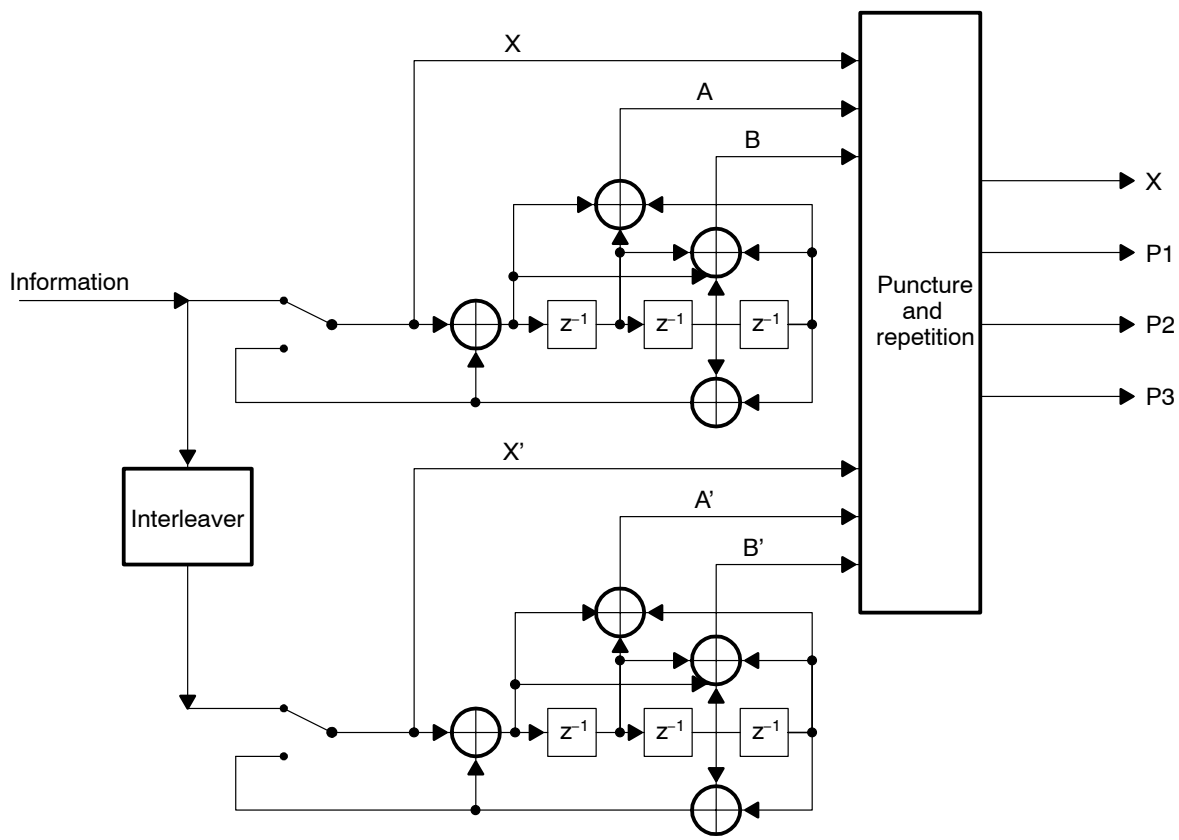 X
A
B
X
Information
P1
Puncture
and
repetition
z⁻¹ z⁻¹ z⁻¹
P2
P3
X’
A’
Interleaver
B’
z⁻¹ z⁻¹ z⁻¹